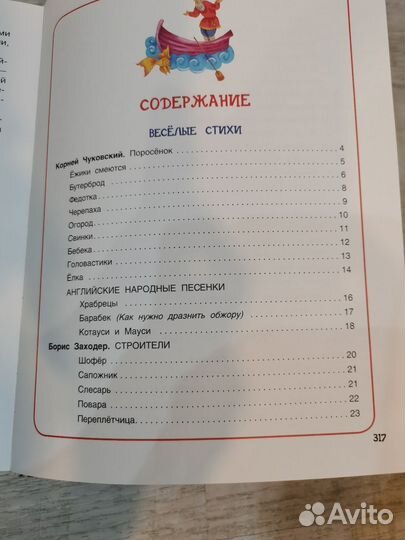 ми
и,
й-
ей
е-
СОДЕРЖАНИЕ
ВЕСЁЛЫЕ СТИХИ
Корней Чуковский. Поросёнок 4
Ёжики смеются 5
Бутерброд 6
Федотка 8
Черепаха 9
Огород 10
Свинки 11
Бебека 12
Головастики 13
Ёлка 14
АНГЛИЙСКИЕ НАРОДНЫЕ ПЕСЕНКИ
Храбрецы 16
Барабек (Как нужно дразнить обжору) 17
Котауси и Мауси 18
Борис Заходер. СТРОИТЕЛИ
Шофёр 20
Сапожник 21
Слесарь 21
Повара 22
Переплётчица 23
317
Avito